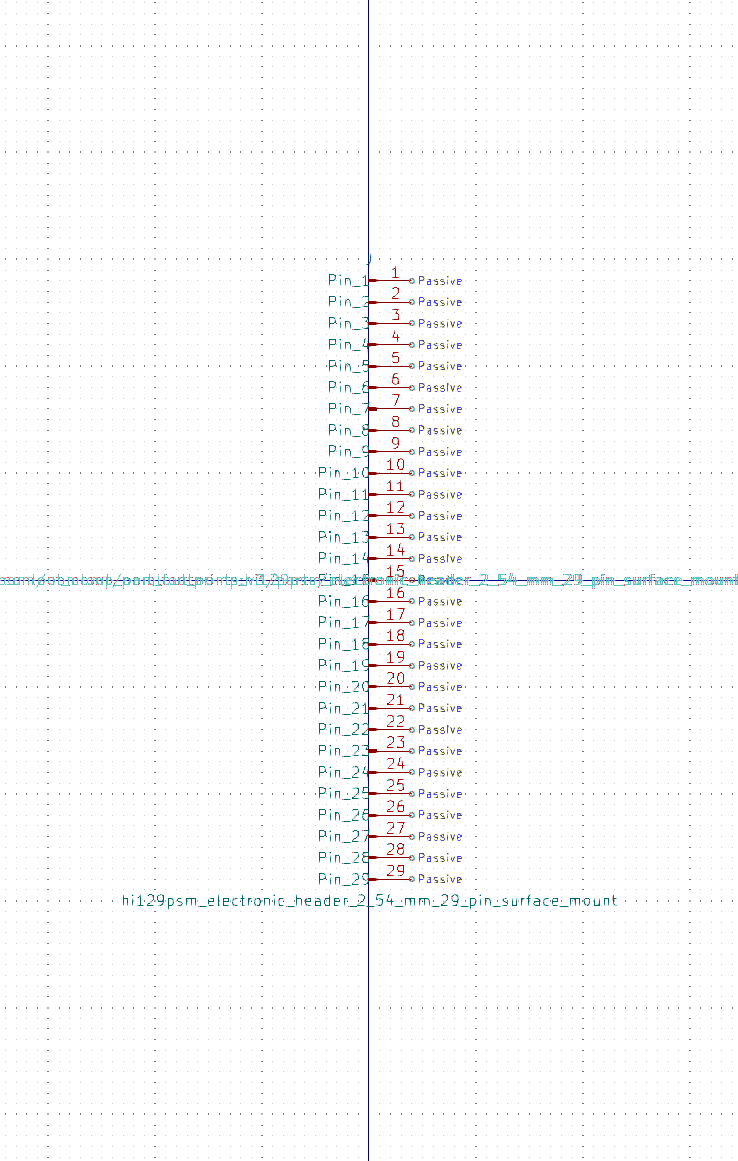 J
1
Pin_1 Passive
2
Pin_2 Passive
3
Pin_3 Passive
4
Pin_4 Passive
5
Pin_5 Passive
6
Pin_6 Passive
7
Pin_7 Passive
8
Pin_8 Passive
9
Pin_9 Passive
10
Pin_10 Passive
11
Pin_11 Passive
12
Pin_12 Passive
13
Pin_13 Passive
14
Pin_14 Passive
15
header_2_54_mm_29_pin_surface_mount
16
Pin_16 Passive
17
Pin_17 Passive
18
Pin_18 Passive
19
Pin_19 Passive
20
Pin_20 Passive
21
Pin_21 Passive
22
Pin_22 Passive
23
Pin_23 Passive
24
Pin_24 Passive
25
Pin_25 Passive
26
Pin_26 Passive
27
Pin_27 Passive
28
Pin_28 Passive
29
Pin_29 Passive
hi129psm_electronic_header_2_54_mm_29_pin_surface_mount